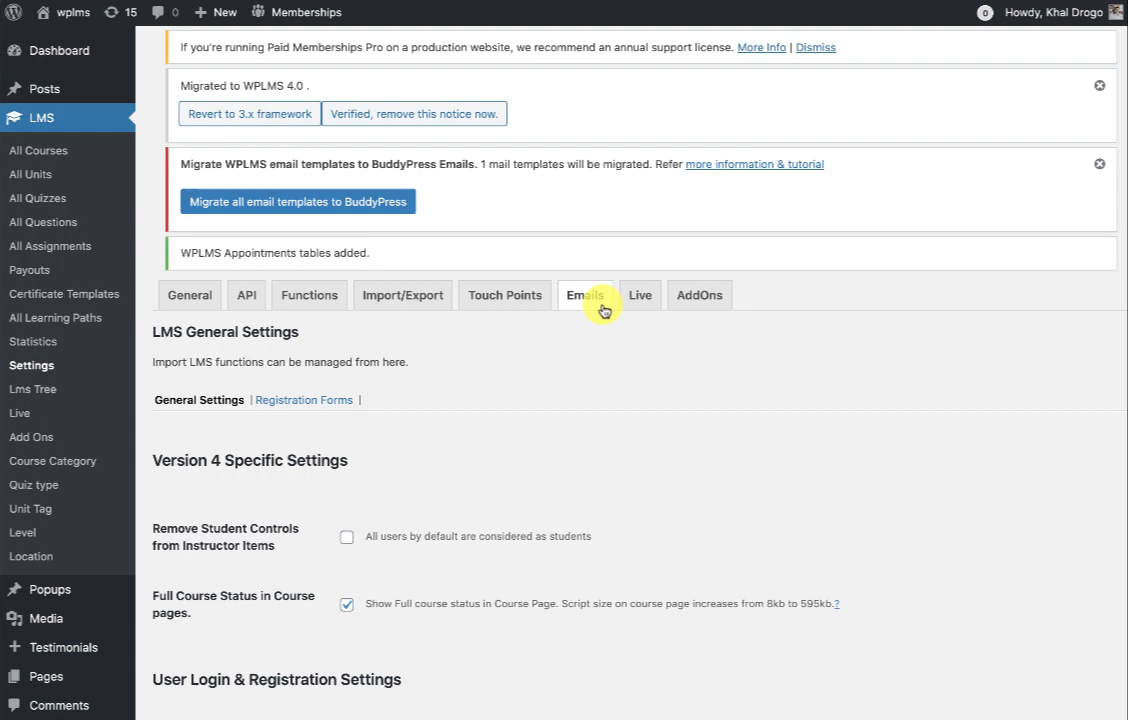 wplms 15 0 New Memberships 0 Howdy, Khal Drogo
Dashboard
Posts
LMS
All Courses
All Units
All Quizzes
All Questions
All Assignments
Payouts
Certificate Templates
All Learning Paths
Statistics
Settings
Lms Tree
Live
Add Ons
Course Category
Quiz type
Unit Tag
Level
Location
Popups
Media
Testimonials
Pages
Comments
If you're running Paid Memberships Pro on a production website, we recommend an annual support license. More Info | Dismiss
Migrated to WPLMS 4.0 .
Revert to 3.x framework Verified, remove this notice now.
Migrate WPLMS email templates to BuddyPress Emails. 1 mail templates will be migrated. Refer more information & tutorial
Migrate all email templates to BuddyPress
WPLMS Appointments tables added.
General API Functions Import/Export Touch Points Emails Live AddOns
LMS General Settings
Import LMS functions can be managed from here.
General Settings | Registration Forms |
Version 4 Specific Settings
Remove Student Controls
from Instructor Items
All users by default are considered as students
Full Course Status in Course
pages.
Show Full course status in Course Page. Script size on course page increases from 8kb to 595kb.?
User Login & Registration Settings